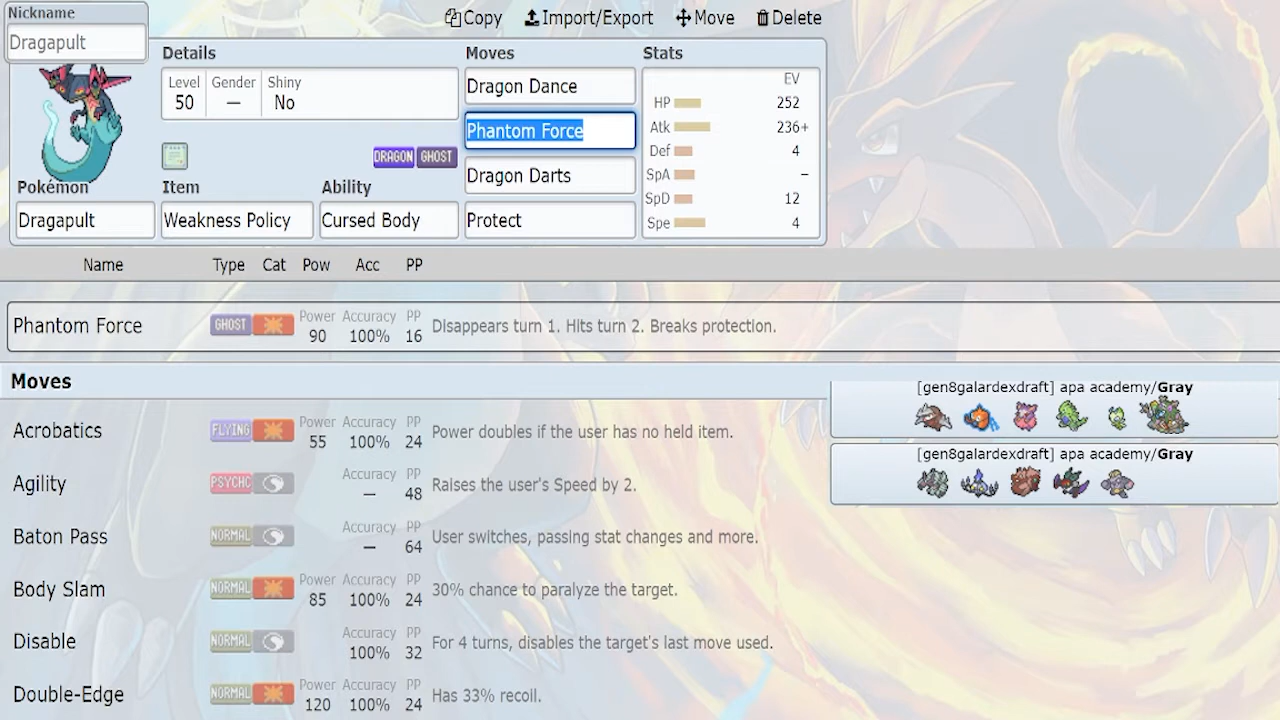 Nickname
Dragapult
Copy Import/Export Move Delete
Details
Level Gender Shiny
50 — No
DRAGON GHOST
Pokémon Item Ability
Dragapult Weakness Policy Cursed Body
Moves
Dragon Dance
Phantom Force
Dragon Darts
Protect
Stats
EV
HP 252
Atk 236+
Def 4
SpA –
SpD 12
Spe 4
Name Type Cat Pow Acc PP
Phantom Force GHOST Power 90 Accuracy 100% PP 16 Disappears turn 1. Hits turn 2. Breaks protection.
Moves
Acrobatics FLYING Power 55 Accuracy 100% PP 24 Power doubles if the user has no held item.
Agility PSYCHC Accuracy — PP 48 Raises the user's Speed by 2.
Baton Pass NORMAL Accuracy — PP 64 User switches, passing stat changes and more.
Body Slam NORMAL Power 85 Accuracy 100% PP 24 30% chance to paralyze the target.
Disable NORMAL Accuracy 100% PP 32 For 4 turns, disables the target's last move used.
Double-Edge NORMAL Power 120 Accuracy 100% PP 24 Has 33% recoil.
[gen8galardexdraft] apa academy/Gray
[gen8galardexdraft] apa academy/Gray